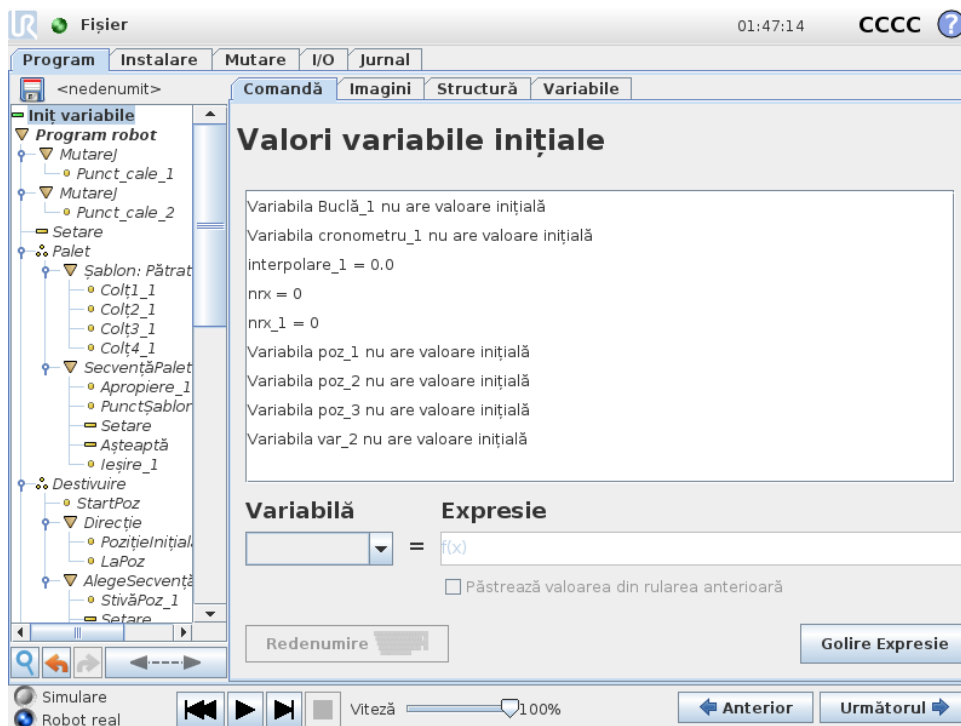 UR Fișier 01:47:14 CCCC ?
Program Instalare Mutare I/O Jurnal
<nedenumit>
Comandă Imagini Structură Variabile
Iniț variabile
Program robot
MutareJ
Punct_cale_1
MutareJ
Punct_cale_2
Setare
Palet
Șablon: Pătrat
Colț1_1
Colț2_1
Colț3_1
Colț4_1
SecvențăPalet
Apropiere_1
PunctȘablon
Setare
Așteaptă
Ieșire_1
Destivuire
StartPoz
Direcție
PozițieInițial
LaPoz
AlegeSecvență
StivăPoz_1
Setare
Valori variabile inițiale
Variabila Buclă_1 nu are valoare inițială
Variabila cronometru_1 nu are valoare inițială
interpolare_1 = 0.0
nrx = 0
nrx_1 = 0
Variabila poz_1 nu are valoare inițială
Variabila poz_2 nu are valoare inițială
Variabila poz_3 nu are valoare inițială
Variabila var_2 nu are valoare inițială
Variabilă Expresie
= f(x)
Păstrează valoarea din rularea anterioară
Redenumire Golire Expresie
Simulare
Robot real
Viteză 100% Anterior Următorul